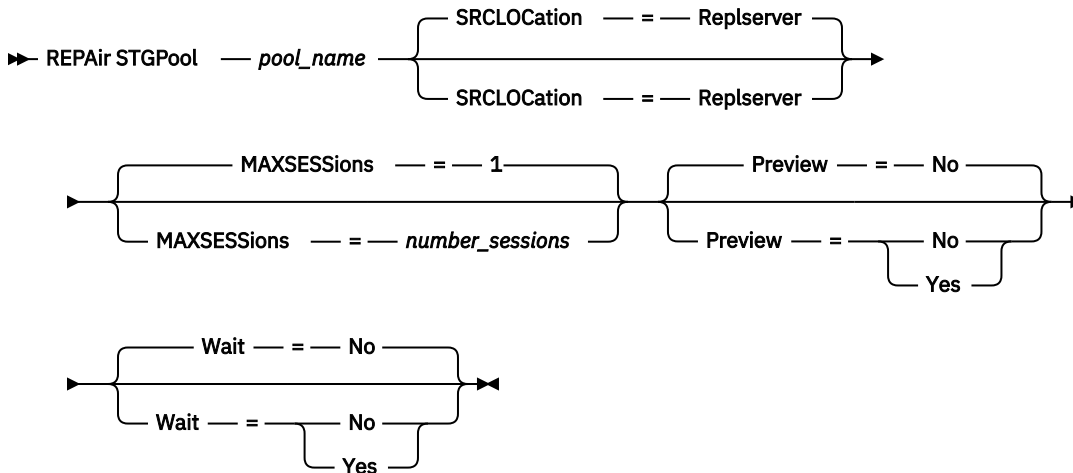 SRCLOCation = Replserver
REPAir STGPool pool_name
SRCLOCation = Replserver
MAXSESSions = 1 Preview = No
MAXSESSions = number_sessions Preview = No
Yes
Wait = No
Wait = No
Yes